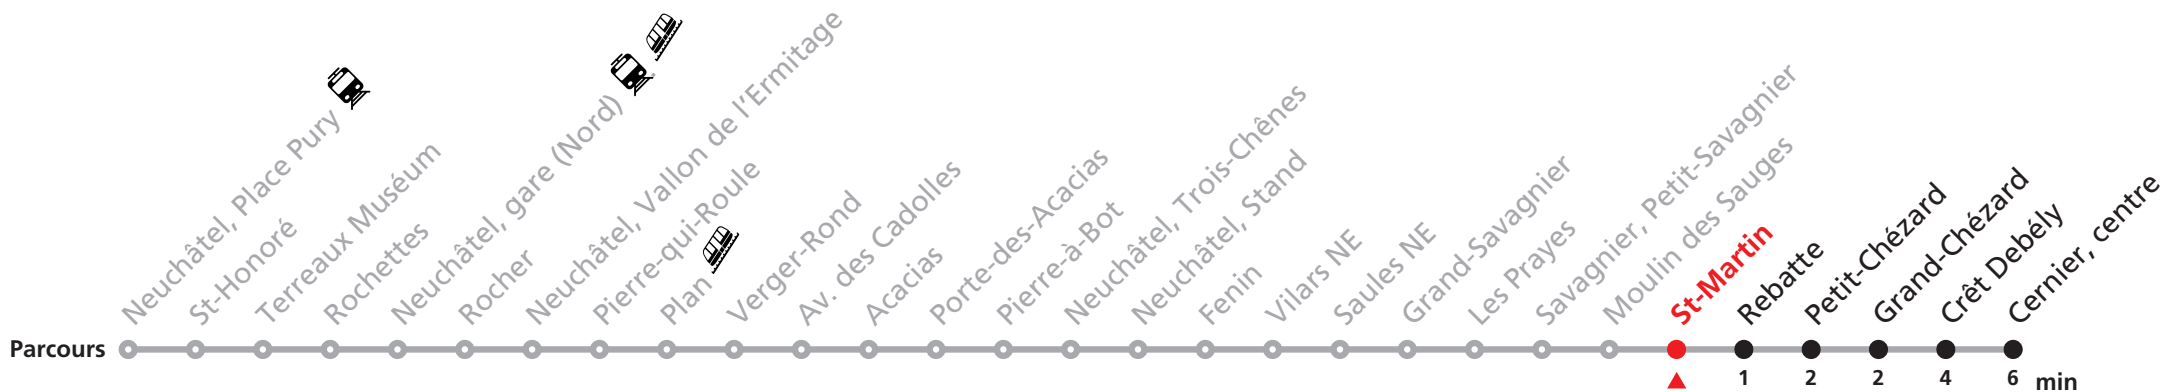 Neuchâtel, Place Pury
St-Honoré
Terreaux Muséum
Rochettes
Neuchâtel, gare (Nord)
Rocher
Neuchâtel, Vallon de l'Ermitage
Pierre-qui-Roule
Plan
Verger-Rond
Av. des Cadolles
Acacias
Porte-des-Acacias
Pierre-à-Bot
Neuchâtel, Trois-Chênes
Neuchâtel, Stand
Fenin
Vilars NE
Saules NE
Grand-Savagnier
Les Prayes
Savagnier, Petit-Savagnier
Moulin des Sauges
St-Martin
Rebatte
Petit-Chézard
Grand-Chézard
Crêt Debély
Cernier, centre
Parcours
1 2 2 4 6 min